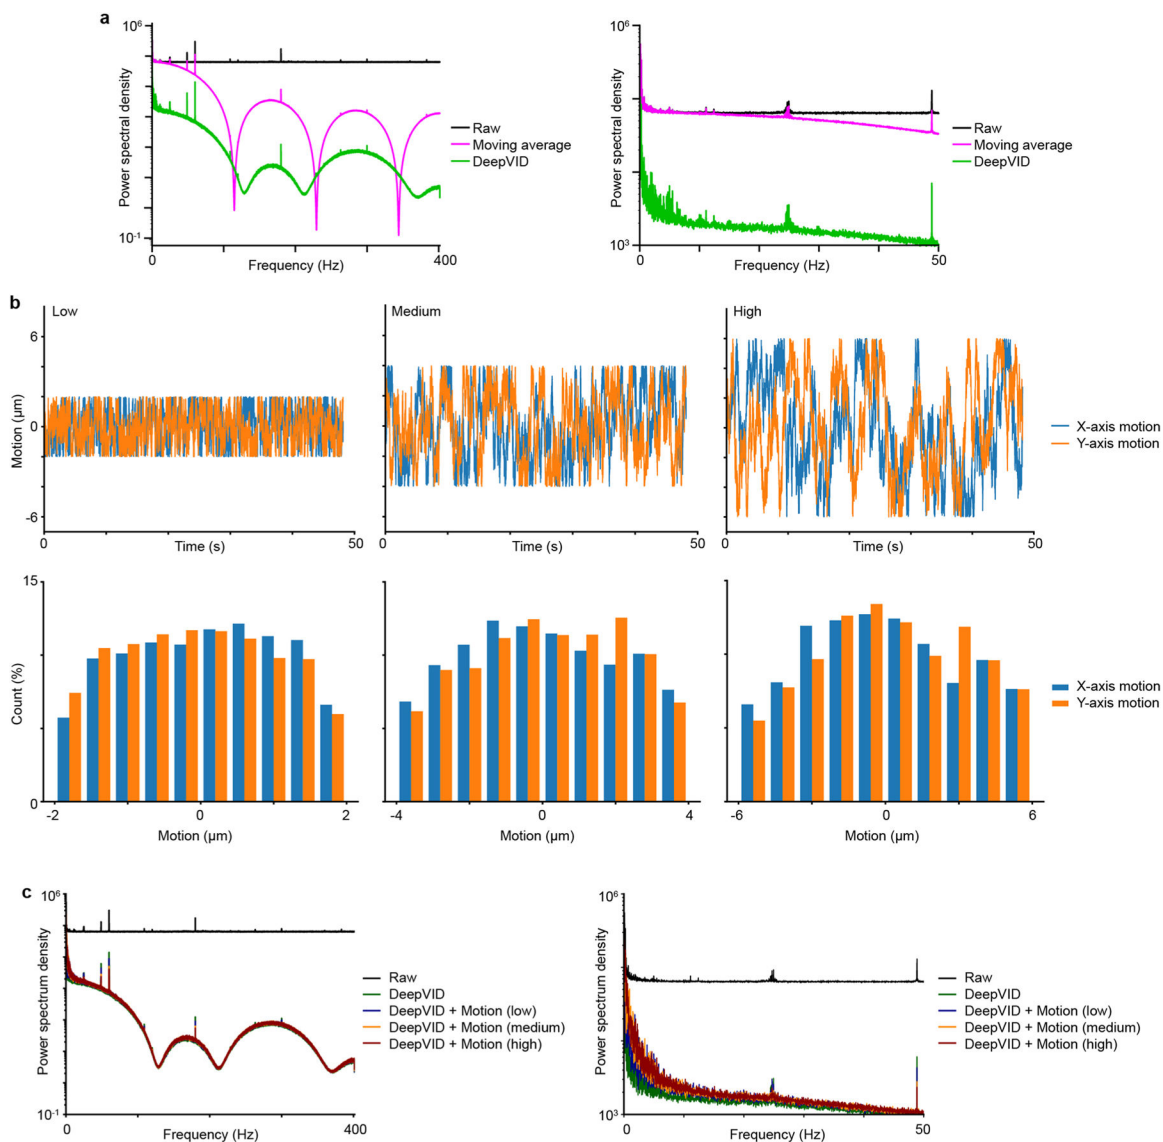 a
10⁶
Power spectral density
10⁻¹
0
Frequency (Hz)
400
Raw
Moving average
DeepVID
10⁶
Power spectral density
10³
0
Frequency (Hz)
50
Raw
Moving average
DeepVID
b
Low
6
0
-6
Motion (µm)
0
Time (s)
50
Medium
0
Time (s)
50
High
0
Time (s)
50
X-axis motion
Y-axis motion
15
Count (%)
0
-2
0
2
Motion (µm)
-4
0
4
Motion (µm)
-6
0
6
Motion (µm)
X-axis motion
Y-axis motion
c
10⁶
Power spectrum density
10⁻¹
0
Frequency (Hz)
400
Raw
DeepVID
DeepVID + Motion (low)
DeepVID + Motion (medium)
DeepVID + Motion (high)
10⁶
Power spectrum density
10³
0
Frequency (Hz)
50
Raw
DeepVID
DeepVID + Motion (low)
DeepVID + Motion (medium)
DeepVID + Motion (high)